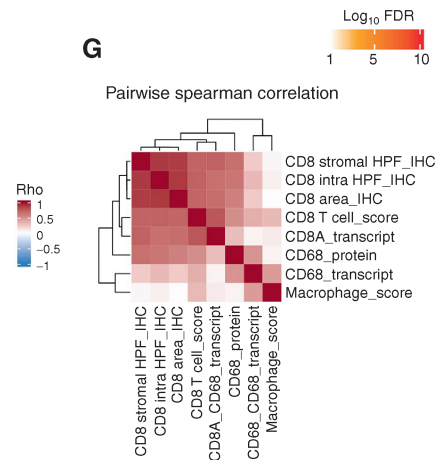 Log10 FDR
1 5 10
G
Pairwise spearman correlation
Rho
1
0.5
0
−0.5
−1
CD8 stromal HPF_IHC
CD8 intra HPF_IHC
CD8 area_IHC
CD8 T cell_score
CD8A_transcript
CD68_protein
CD68_transcript
Macrophage_score
CD8 stromal HPF_IHC
CD8 intra HPF_IHC
CD8 area_IHC
CD8 T cell_score
CD8A_CD68_transcript
CD68_protein
CD68_CD68_transcript
Macrophage_score